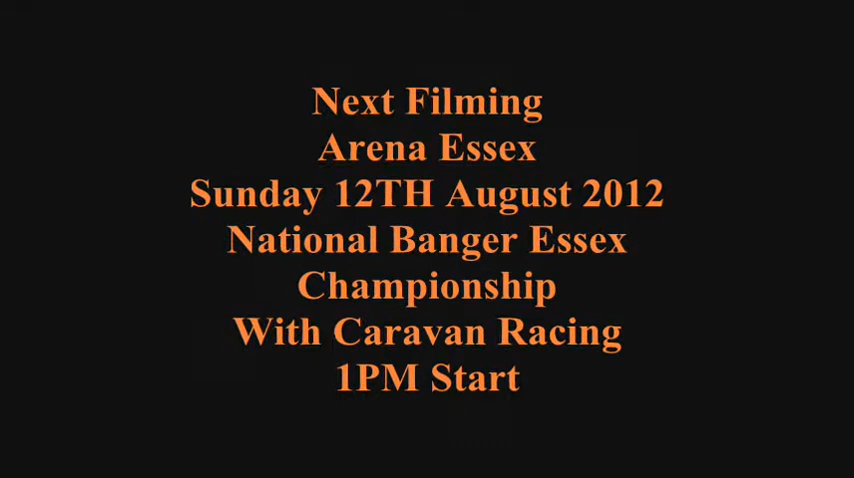 Next Filming
Arena Essex
Sunday 12TH August 2012
National Banger Essex
Championship
With Caravan Racing
1PM Start